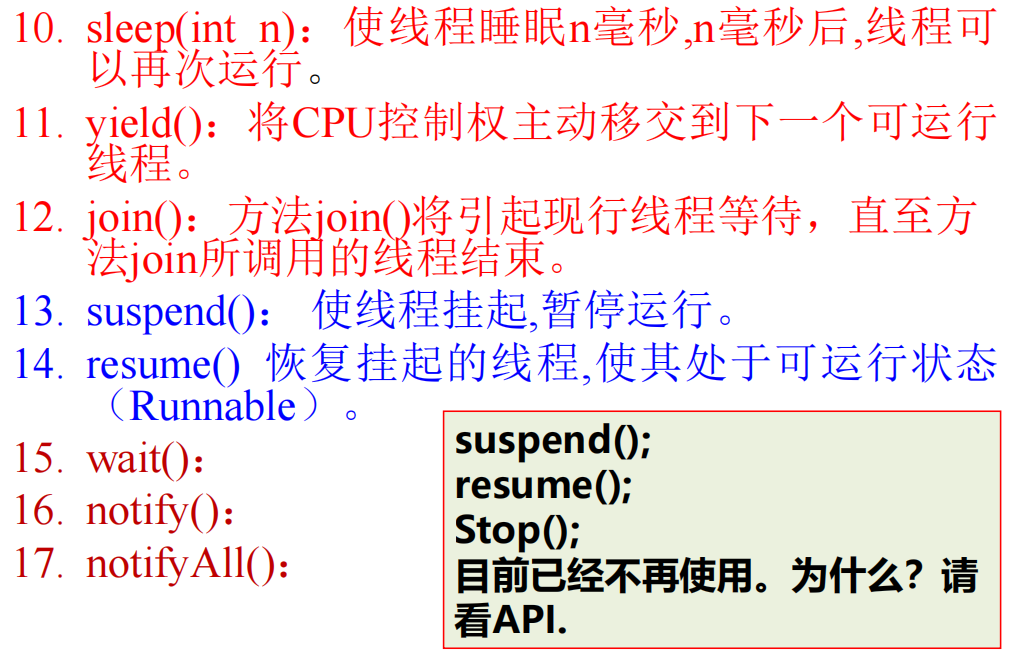 10. sleep(int n)：使线程睡眠n毫秒,n毫秒后,线程可
以再次运行。
11. yield()：将CPU控制权主动移交到下一个可运行
线程。
12. join()：方法join()将引起现行线程等待，直至方
法join所调用的线程结束。
13. suspend()： 使线程挂起,暂停运行。
14. resume() 恢复挂起的线程,使其处于可运行状态
（Runnable）。
15. wait()：
16. notify()：
17. notifyAll()：
suspend();
resume();
Stop();
目前已经不再使用。为什么？请
看API.